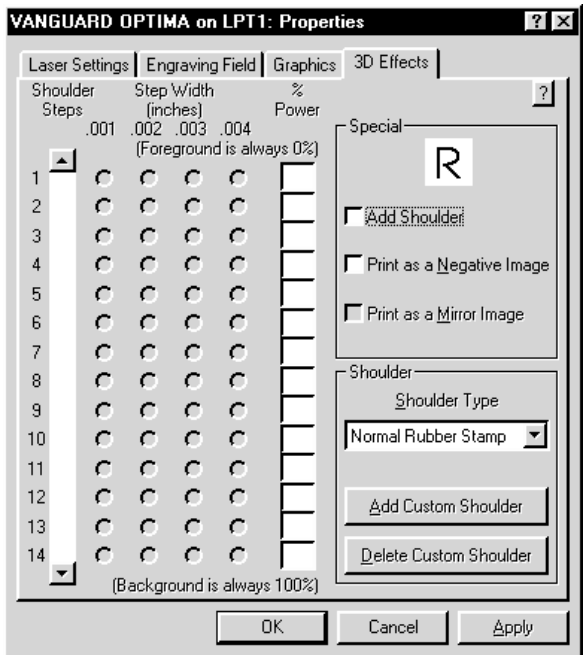 VANGUARD OPTIMA on LPT1: Properties ? X
Laser Settings Engraving Field Graphics 3D Effects
Shoulder Steps
Step Width (inches)
% Power
?
.001 .002 .003 .004
(Foreground is always 0%)
1
2
3
4
5
6
7
8
9
10
11
12
13
14
(Background is always 100%)
Special
R
Add Shoulder
Print as a Negative Image
Print as a Mirror Image
Shoulder
Shoulder Type
Normal Rubber Stamp
Add Custom Shoulder
Delete Custom Shoulder
OK Cancel Apply